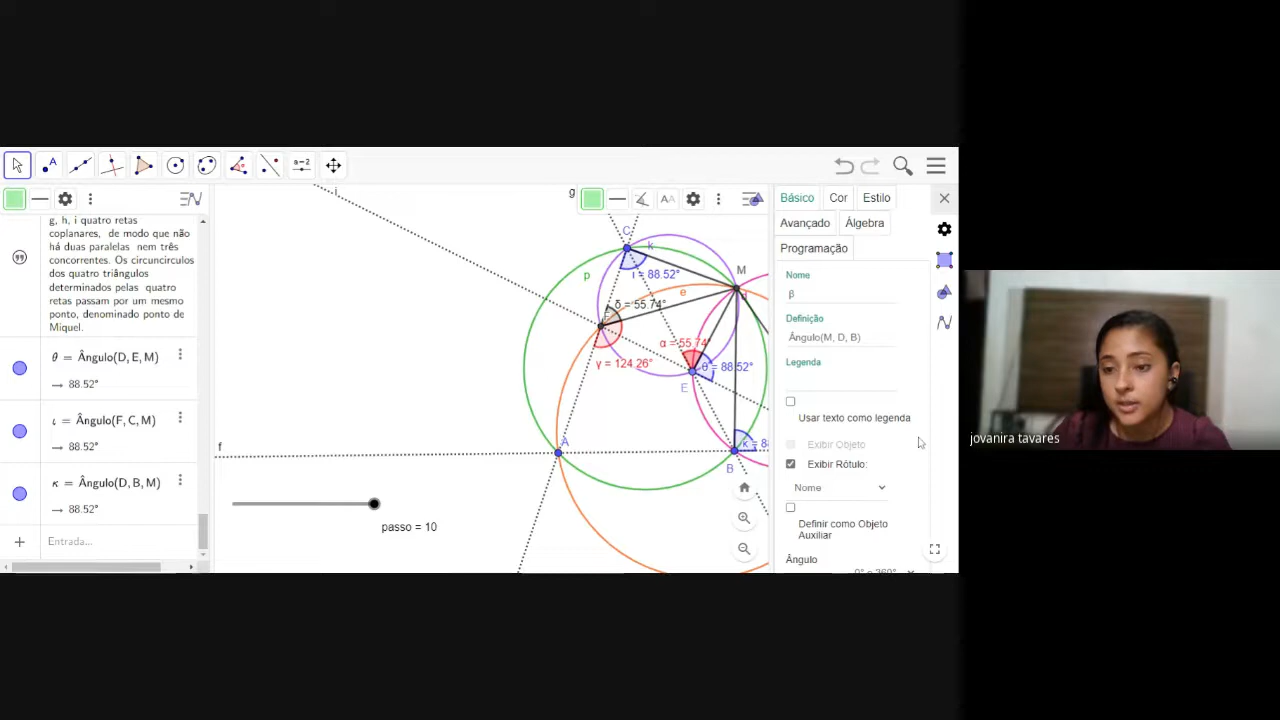 g, h, i quatro retas
coplanares, de modo que não
há duas paralelas nem três
concorrentes. Os circuncirculos
dos quatro triângulos
determinados pelas quatro
retas passam por um mesmo
ponto, denominado ponto de
Miquel.
θ = Ângulo(D, E, M)
→ 88.52°
ι = Ângulo(F, C, M)
→ 88.52°
κ = Ângulo(D, B, M)
→ 88.52°
+ Entrada...
a=2
i
g
C
k
p
ι = 88.52°
M
e
d
δ = 55.74°
F
α = 55.74°
γ = 124.26°
θ = 88.52°
E
A
f
κ = 88
B
passo = 10
AA
Básico Cor Estilo
Avançado Álgebra
Programação
Nome
β
Definição
Ângulo(M, D, B)
Legenda
Usar texto como legenda
Exibir Objeto
Exibir Rótulo:
Nome
Definir como Objeto
Auxiliar
Ângulo
jovanira tavares